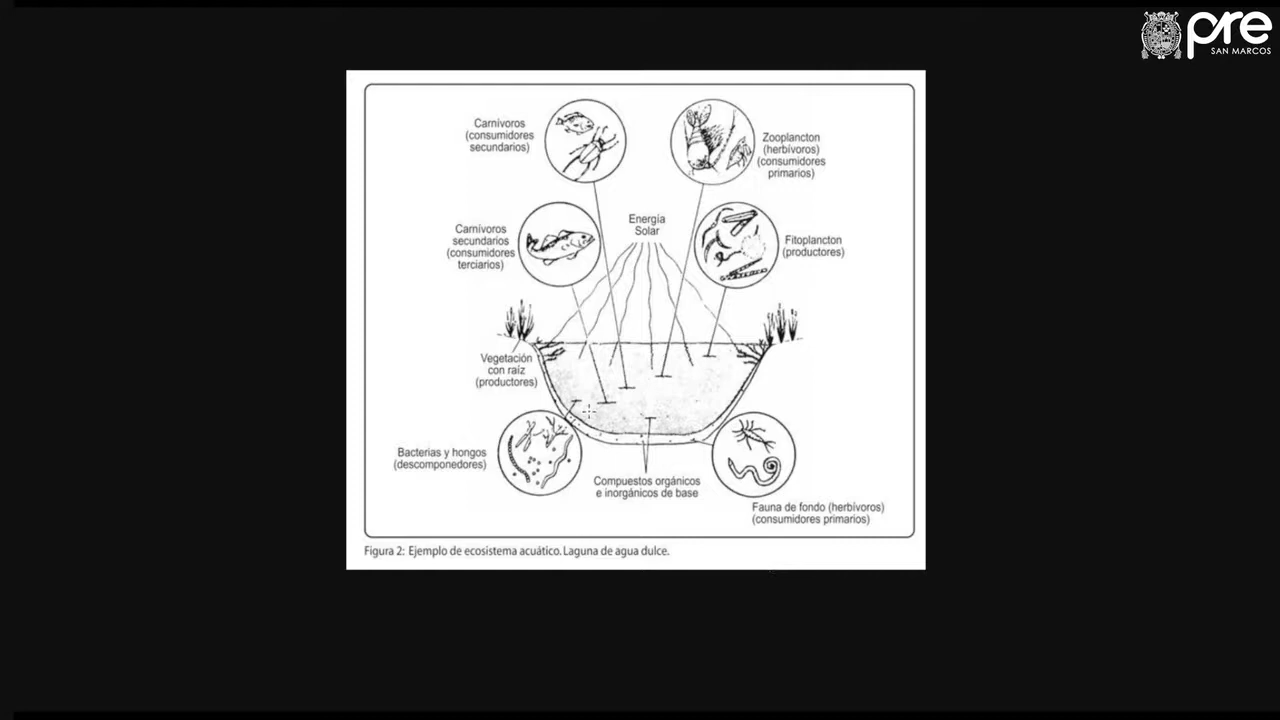 pre
SAN MARCOS
Carnívoros
(consumidores
secundarios)
Zooplancton
(herbívoros)
(consumidores
primarios)
Energía
Solar
Carnívoros
secundarios
(consumidores
terciarios)
Fitoplancton
(productores)
Vegetación
con raíz
(productores)
Bacterias y hongos
(descomponedores)
Compuestos orgánicos
e inorgánicos de base
Fauna de fondo (herbívoros)
(consumidores primarios)
Figura 2: Ejemplo de ecosistema acuático. Laguna de agua dulce.